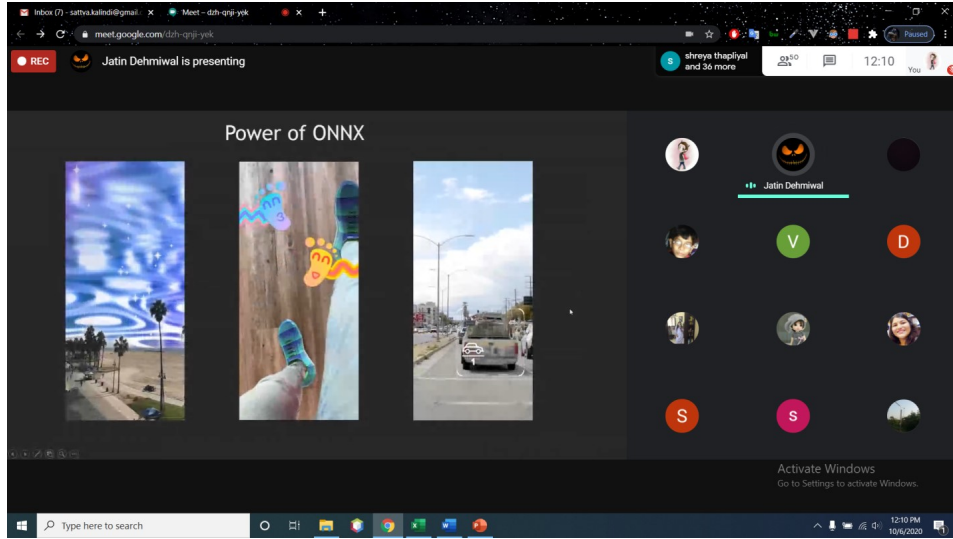 Inbox (7) - sattva.kalindi@gmail.
Meet – dzh-qnji-yek
meet.google.com/dzh-qnji-yek
Paused
REC
Jatin Dehmiwal is presenting
s
shreya thapliyal
and 36 more
50
12:10
You
Power of ONNX
Jatin Dehmiwal
V
D
S
s
Activate Windows
Go to Settings to activate Windows.
Type here to search
12:10 PM
10/6/2020